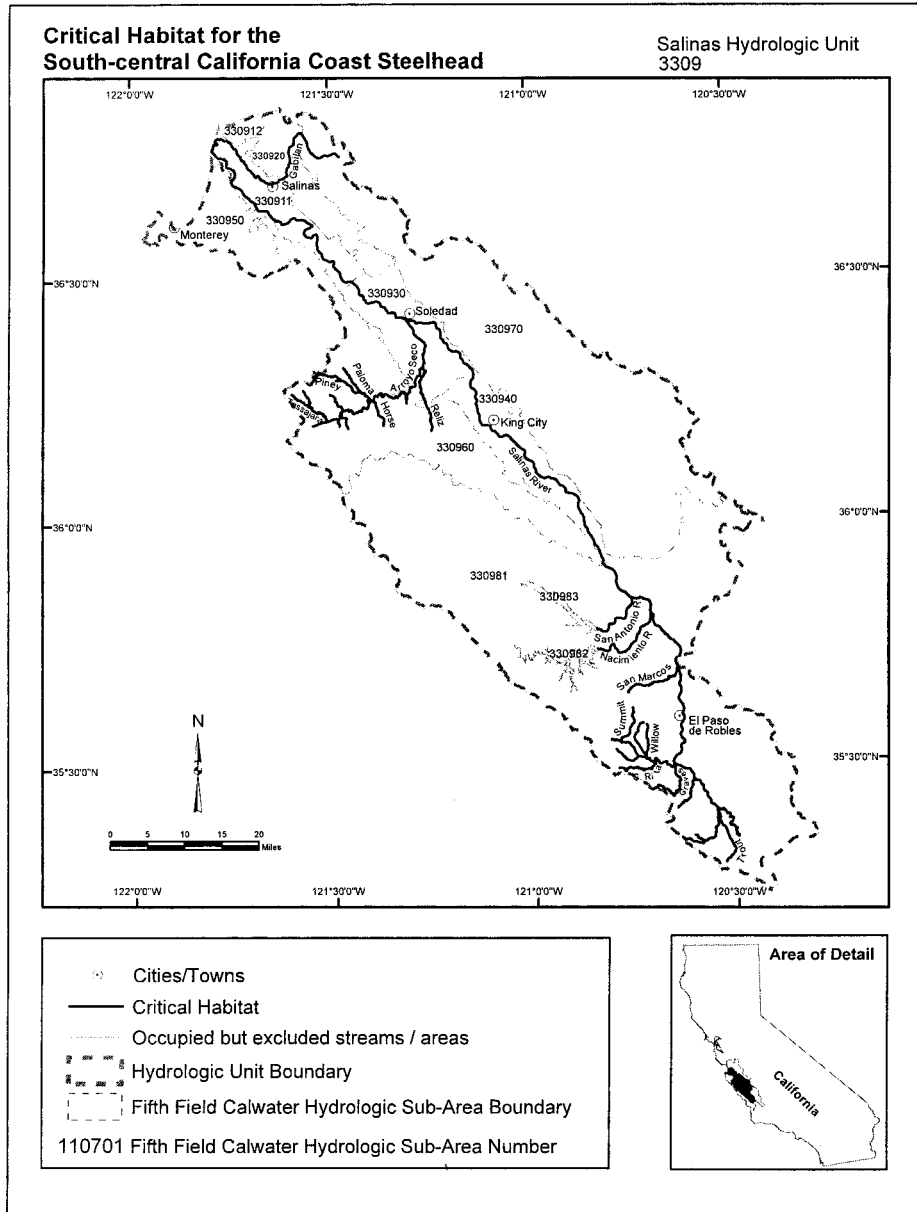 Critical Habitat for the
South-central California Coast Steelhead
Salinas Hydrologic Unit
3309
122°0'0"W
121°30'0"W
121°0'0"W
120°30'0"W
330912
330920
Gabilan
Salinas
330911
330950
Monterey
36°30'0"N
36°30'0"N
330930
Soledad
330970
Arroyo Seco
Paloma
Piney
Tassajara
Horse
Reliz
330940
King City
330960
Salinas River
36°0'0"N
36°0'0"N
330981
330983
San Antonio R
Nacimiento R
330982
San Marcos
Summit
Willow
El Paso
de Robles
S. Rita
Graves
Trout
N
35°30'0"N
35°30'0"N
0 5 10 15 20
Miles
122°0'0"W
121°30'0"W
121°0'0"W
120°30'0"W
Cities/Towns
Critical Habitat
Occupied but excluded streams / areas
Hydrologic Unit Boundary
Fifth Field Calwater Hydrologic Sub-Area Boundary
110701 Fifth Field Calwater Hydrologic Sub-Area Number
Area of Detail
California